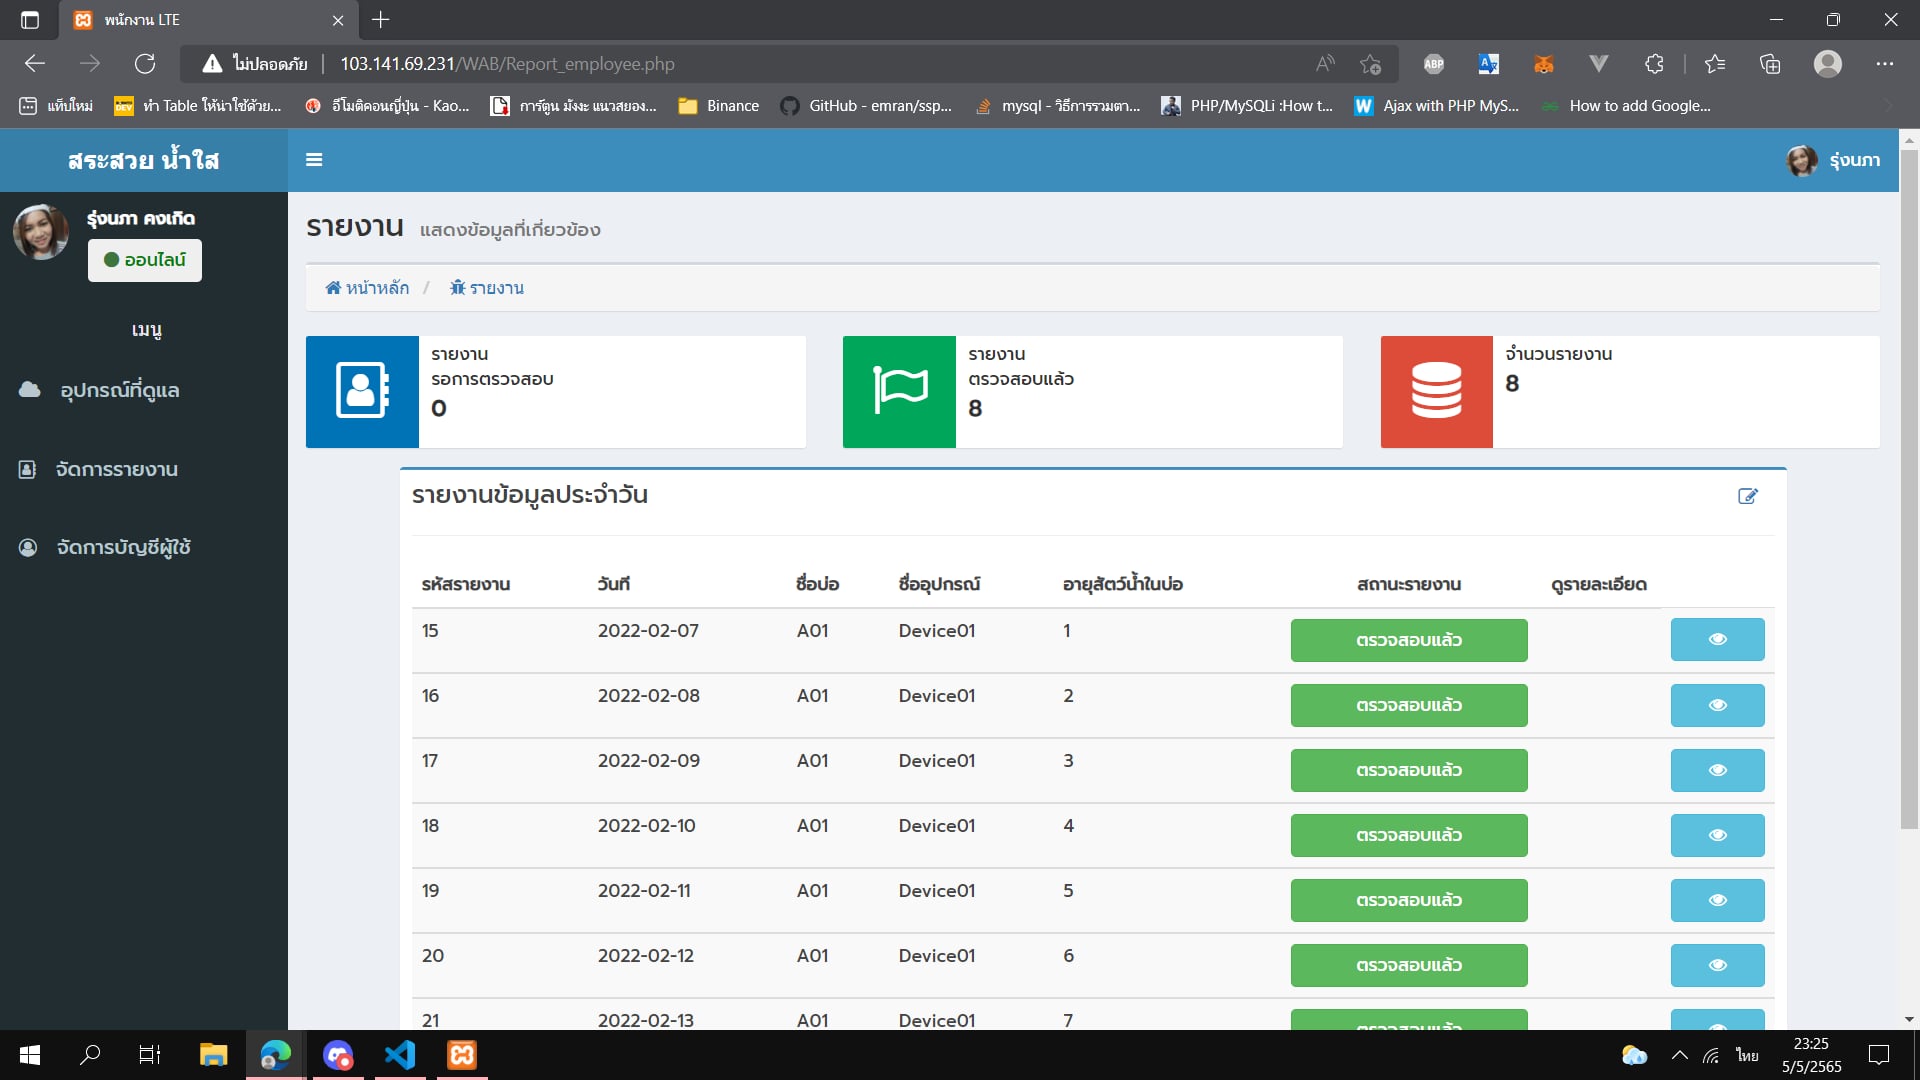 พนักงาน LTE
ไม่ปลอดภัย
103.141.69.231/WAB/Report_employee.php
ABP
แท็บใหม่
ทำ Table ให้น่าใช้ด้วย...
อีโมติคอนญี่ปุ่น - Kao...
การ์ตูน มังงะ แนวสยอง...
Binance
GitHub - emran/ssp...
mysql - วิธีการรวมตา...
PHP/MySQLi :How t...
Ajax with PHP MyS...
How to add Google...
สระสวย น้ำใส
รุ่งนภา
รุ่งนภา คงเกิด
ออนไลน์
เมนู
อุปกรณ์ที่ดูแล
จัดการรายงาน
จัดการบัญชีผู้ใช้
รายงาน แสดงข้อมูลที่เกี่ยวข้อง
หน้าหลัก / รายงาน
รายงาน
รอการตรวจสอบ
0
รายงาน
ตรวจสอบแล้ว
8
จำนวนรายงาน
8
รายงานข้อมูลประจำวัน
รหัสรายงาน วันที่ ชื่อบ่อ ชื่ออุปกรณ์ อายุสัตว์น้ำในบ่อ สถานะรายงาน ดูรายละเอียด
15 2022-02-07 A01 Device01 1 ตรวจสอบแล้ว
16 2022-02-08 A01 Device01 2 ตรวจสอบแล้ว
17 2022-02-09 A01 Device01 3 ตรวจสอบแล้ว
18 2022-02-10 A01 Device01 4 ตรวจสอบแล้ว
19 2022-02-11 A01 Device01 5 ตรวจสอบแล้ว
20 2022-02-12 A01 Device01 6 ตรวจสอบแล้ว
21 2022-02-13 A01 Device01 7 ตรวจสอบแล้ว
ไทย
23:25
5/5/2565